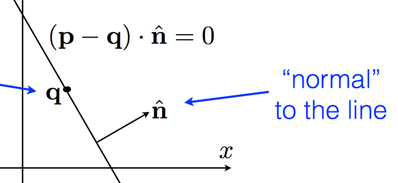 (p − q) · n̂ = 0
q
n̂
"normal"
to the line
x